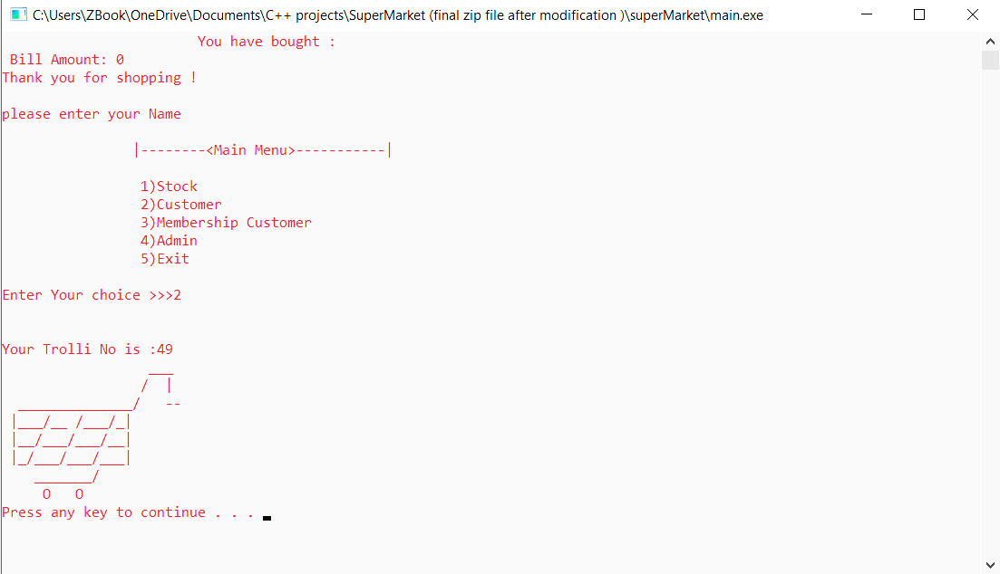 C:\Users\ZBook\OneDrive\Documents\C++ projects\SuperMarket (final zip file after modification )\superMarket\main.exe
You have bought :
Bill Amount: 0
Thank you for shopping !
please enter your Name
|--------<Main Menu>-----------|
1)Stock
2)Customer
3)Membership Customer
4)Admin
5)Exit
Enter Your choice >>>2
Your Trolli No is :49
                  ___
                 /  |
  ______________/   --
 |___/__ /___/_|
 |__/___/___/__|
 |_/___/___/___|
    _______/
     O   O
Press any key to continue . . .